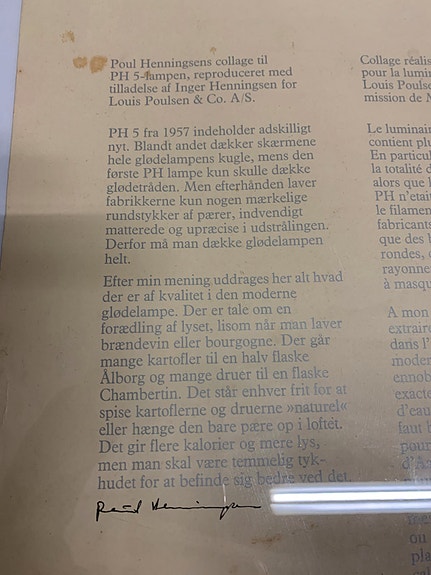 Poul Henningsens collage til
PH 5-lampen, reproduceret med
tilladelse af Inger Henningsen for
Louis Poulsen & Co. A/S.
PH 5 fra 1957 indeholder adskilligt
nyt. Blandt andet dækker skærmene
hele glødelampens kugle, mens den
første PH lampe kun skulle dække
glødetråden. Men efterhånden laver
fabrikkerne kun nogen mærkelige
rundstykker af pærer, indvendigt
matterede og upræcise i udstrålingen.
Derfor må man dække glødelampen
helt.
Efter min mening uddrages her alt hvad
der er af kvalitet i den moderne
glødelampe. Der er tale om en
forædling af lyset, lisom når man laver
brændevin eller bourgogne. Der går
mange kartofler til en halv flaske
Ålborg og mange druer til en flaske
Chambertin. Det står enhver frit for at
spise kartoflerne og druerne »naturel«
eller hænge den bare pære op i loftet.
Det gir flere kalorier og mere lys,
men man skal være temmelig tyk-
hudet for at befinde sig bedre ved det.
Poul Henningsen
Collage réalis
pour la lumi
Louis Poulse
mission de
Le luminair
contient plu
En particul
la totalité d
alors que l
PH n'etait
le filamen
fabricants
que des b
rondes, c
rayonne
à masqu
A mon
extrair
dans l'
moder
ennob
exacte
d'eau
faut
pour
d'A
ou
pla